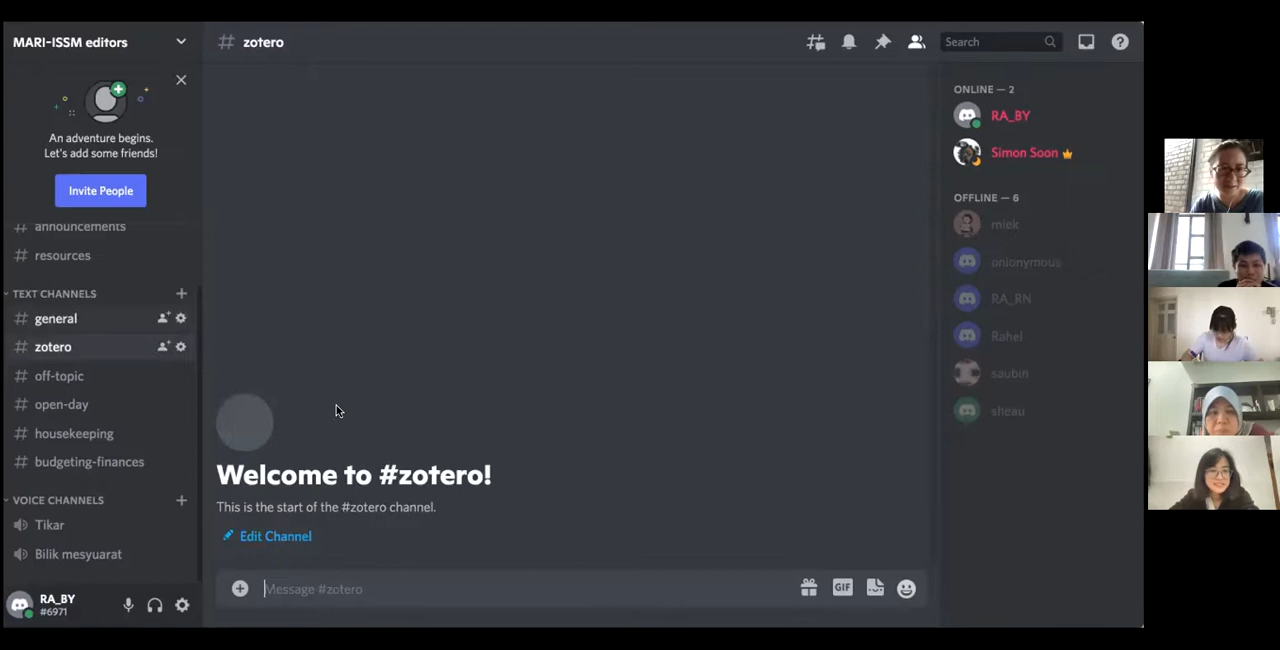 MARI-ISSM editors
An adventure begins.
Let's add some friends!
Invite People
announcements
resources
TEXT CHANNELS
general
zotero
off-topic
open-day
housekeeping
budgeting-finances
VOICE CHANNELS
Tikar
Bilik mesyuarat
RA_BY
#6971
# zotero
Welcome to #zotero!
This is the start of the #zotero channel.
Edit Channel
Message #zotero
GIF
Search
ONLINE — 2
RA_BY
Simon Soon
OFFLINE — 6
miek
onionymous
RA_RN
Rahel
saubin
sheau